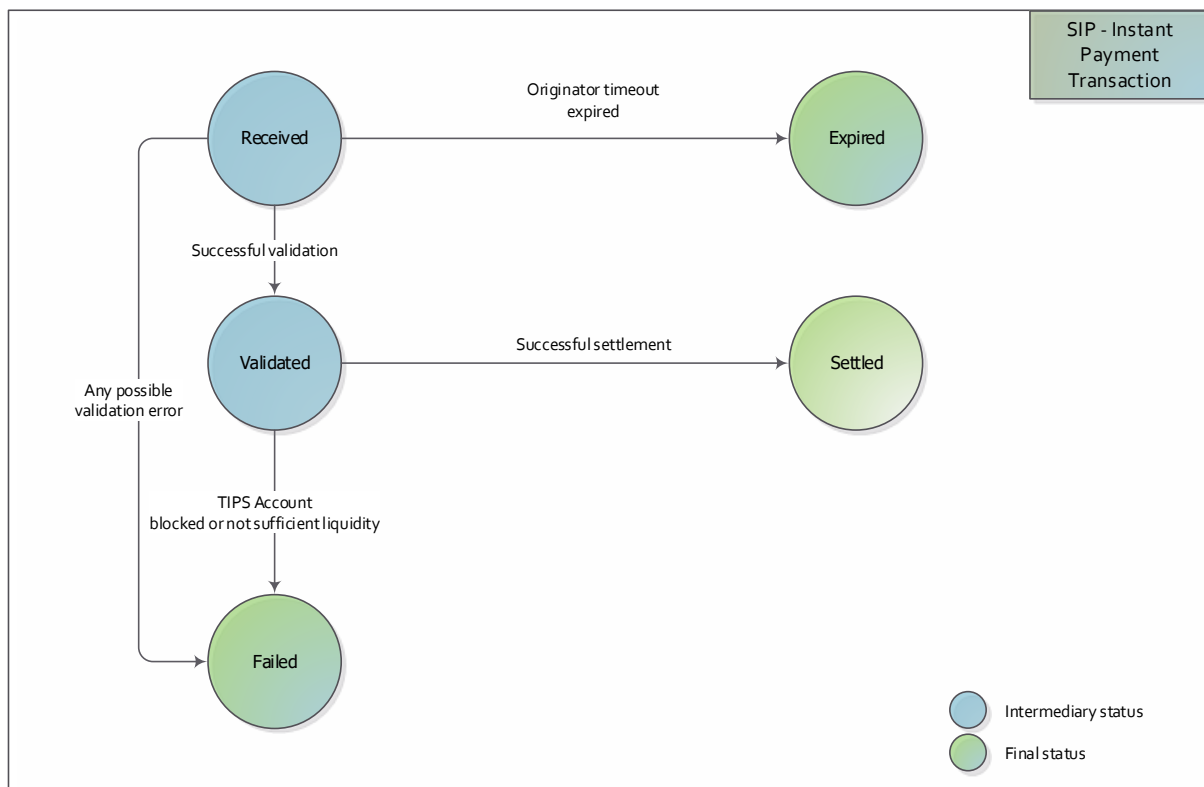 SIP - Instant
Payment
Transaction
Originator timeout
expired
Received
Expired
Successful validation
Successful settlement
Validated
Settled
Any possible
validation error
TIPS Account
blocked or not sufficient liquidity
Failed
Intermediary status
Final status